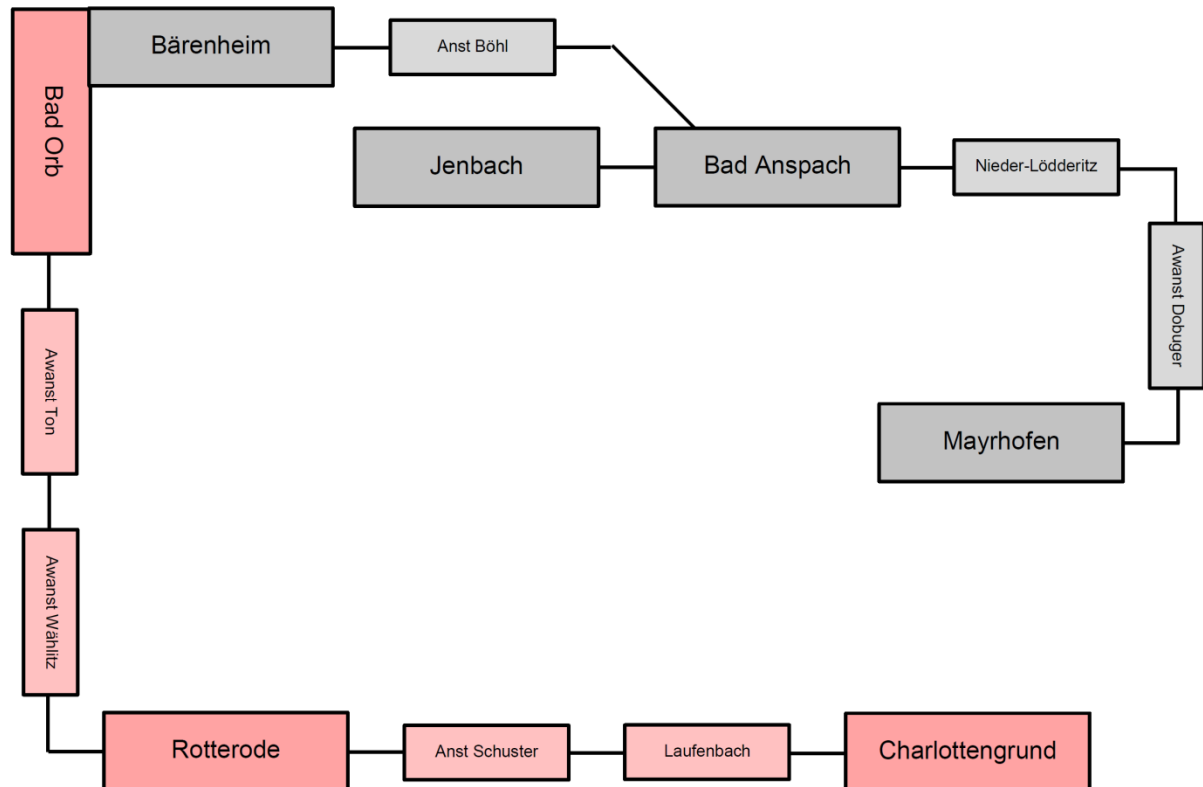 Bad Orb
Bärenheim
Anst Böhl
Jenbach
Bad Anspach
Nieder-Lödderitz
Awanst Dobuger
Mayrhofen
Awanst Ton
Awanst Wählitz
Rotterode
Anst Schuster
Laufenbach
Charlottengrund